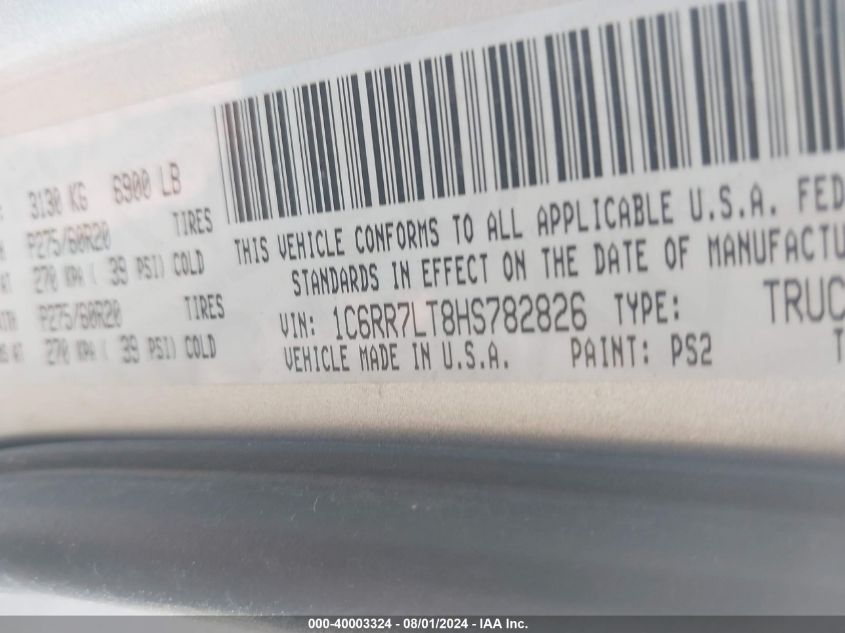 3130 KG 6900 LB
P275/60R20 TIRES
270 KPA ( 39 PSI) COLD
P275/60R20 TIRES
270 KPA ( 39 PSI) COLD
THIS VEHICLE CONFORMS TO ALL APPLICABLE U.S.A. FED
STANDARDS IN EFFECT ON THE DATE OF MANUFACTU
VIN: 1C6RR7LT8HS782826 TYPE: TRUC
VEHICLE MADE IN U.S.A. PAINT: PS2
000-40003324 - 08/01/2024 - IAA Inc.